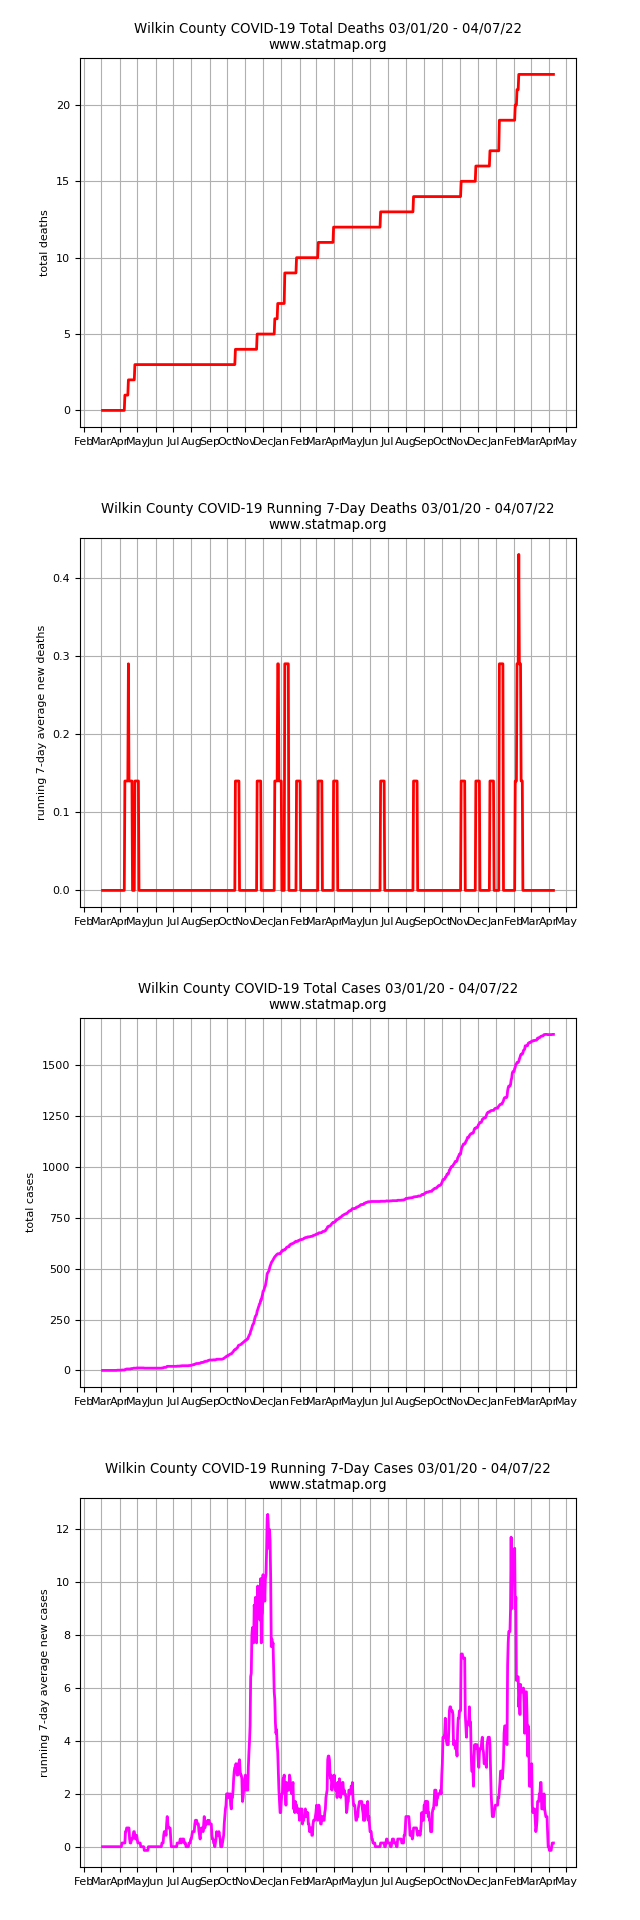 Wilkin County COVID-19 Total Deaths 03/01/20 - 04/07/22
www.statmap.org
20
15
10
5
0
total deaths
Feb Mar Apr May Jun Jul Aug Sep Oct Nov Dec Jan Feb Mar Apr May Jun Jul Aug Sep Oct Nov Dec Jan Feb Mar Apr May
Wilkin County COVID-19 Running 7-Day Deaths 03/01/20 - 04/07/22
www.statmap.org
0.4
0.3
0.2
0.1
0.0
running 7-day average new deaths
Feb Mar Apr May Jun Jul Aug Sep Oct Nov Dec Jan Feb Mar Apr May Jun Jul Aug Sep Oct Nov Dec Jan Feb Mar Apr May
Wilkin County COVID-19 Total Cases 03/01/20 - 04/07/22
www.statmap.org
1500
1250
1000
750
500
250
0
total cases
Feb Mar Apr May Jun Jul Aug Sep Oct Nov Dec Jan Feb Mar Apr May Jun Jul Aug Sep Oct Nov Dec Jan Feb Mar Apr May
Wilkin County COVID-19 Running 7-Day Cases 03/01/20 - 04/07/22
www.statmap.org
12
10
8
6
4
2
0
running 7-day average new cases
Feb Mar Apr May Jun Jul Aug Sep Oct Nov Dec Jan Feb Mar Apr May Jun Jul Aug Sep Oct Nov Dec Jan Feb Mar Apr May